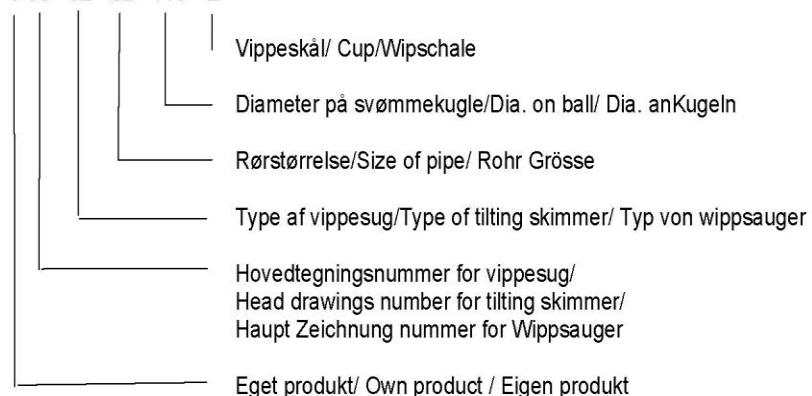 Vippeskål/ Cup/Wipschale
Diameter på svømmekugle/Dia. on ball/ Dia. anKugeln
Rørstørrelse/Size of pipe/ Rohr Grösse
Type af vippesug/Type of tilting skimmer/ Typ von wippsauger
Hovedtegningsnummer for vippesug/
Head drawings number for tilting skimmer/
Haupt Zeichnung nummer for Wippsauger
Eget produkt/ Own product / Eigen produkt